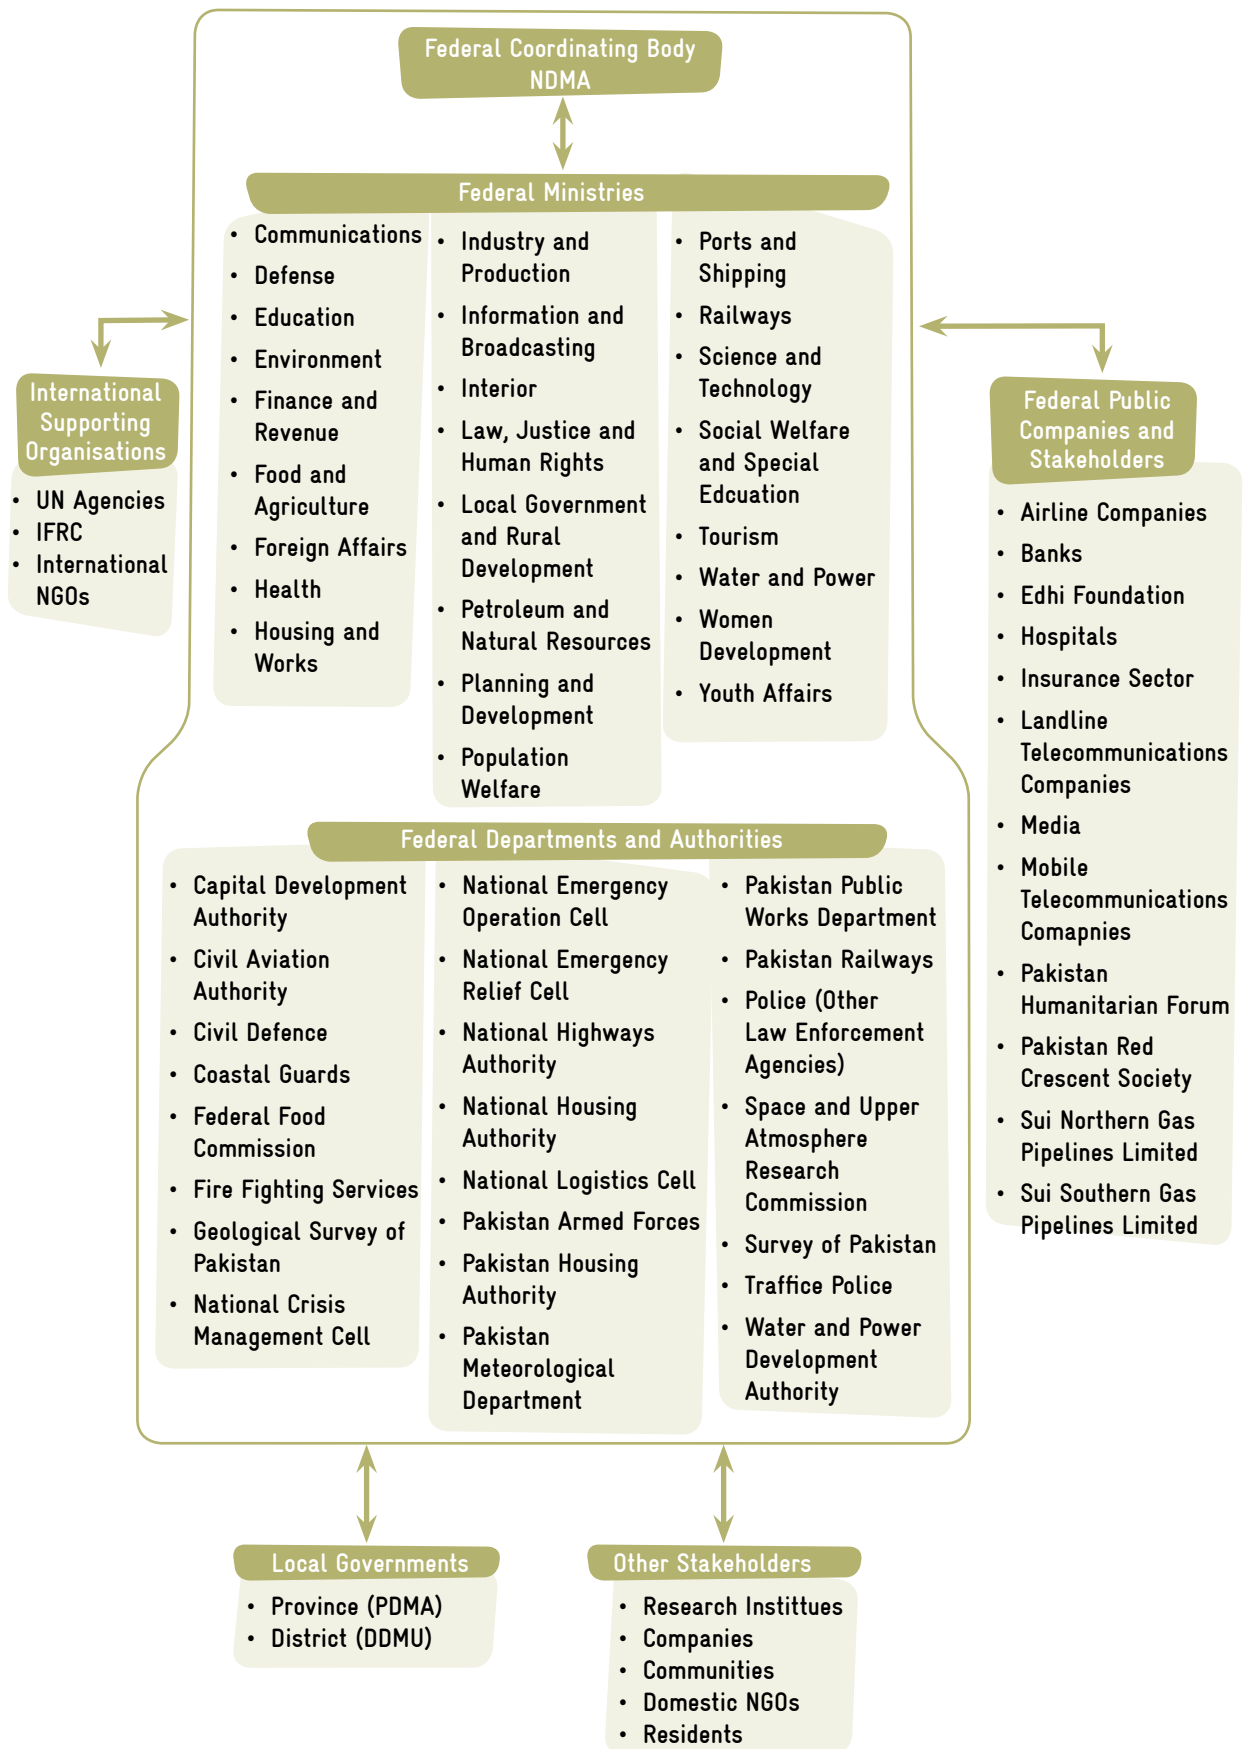 Federal Coordinating Body
NDMA
Federal Ministries
• Communications
• Defense
• Education
• Environment
• Finance and
Revenue
• Food and
Agriculture
• Foreign Affairs
• Health
• Housing and
Works
• Industry and
Production
• Information and
Broadcasting
• Interior
• Law, Justice and
Human Rights
• Local Government
and Rural
Development
• Petroleum and
Natural Resources
• Planning and
Development
• Population
Welfare
• Ports and
Shipping
• Railways
• Science and
Technology
• Social Welfare
and Special
Edcuation
• Tourism
• Water and Power
• Women
Development
• Youth Affairs
International
Supporting
Organisations
• UN Agencies
• IFRC
• International
NGOs
Federal Public
Companies and
Stakeholders
• Airline Companies
• Banks
• Edhi Foundation
• Hospitals
• Insurance Sector
• Landline
Telecommunications
Companies
• Media
• Mobile
Telecommunications
Comapnies
• Pakistan
Humanitarian Forum
• Pakistan Red
Crescent Society
• Sui Northern Gas
Pipelines Limited
• Sui Southern Gas
Pipelines Limited
Federal Departments and Authorities
• Capital Development
Authority
• Civil Aviation
Authority
• Civil Defence
• Coastal Guards
• Federal Food
Commission
• Fire Fighting Services
• Geological Survey of
Pakistan
• National Crisis
Management Cell
• National Emergency
Operation Cell
• National Emergency
Relief Cell
• National Highways
Authority
• National Housing
Authority
• National Logistics Cell
• Pakistan Armed Forces
• Pakistan Housing
Authority
• Pakistan
Meteorological
Department
• Pakistan Public
Works Department
• Pakistan Railways
• Police (Other
Law Enforcement
Agencies)
• Space and Upper
Atmosphere
Research
Commission
• Survey of Pakistan
• Traffice Police
• Water and Power
Development
Authority
Local Governments
• Province (PDMA)
• District (DDMU)
Other Stakeholders
• Research Instittues
• Companies
• Communities
• Domestic NGOs
• Residents